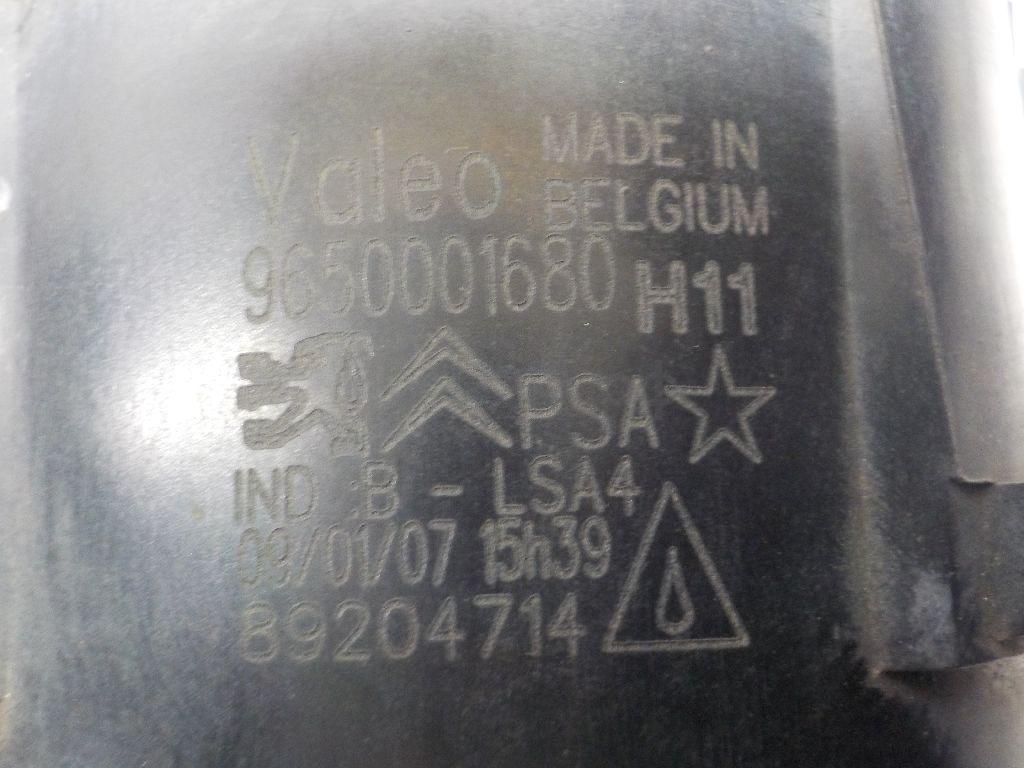 Valeo MADE IN
BELGIUM
9650001680 H11
PSA
IND :B - LSA4
09/01/07 15h39
89204714